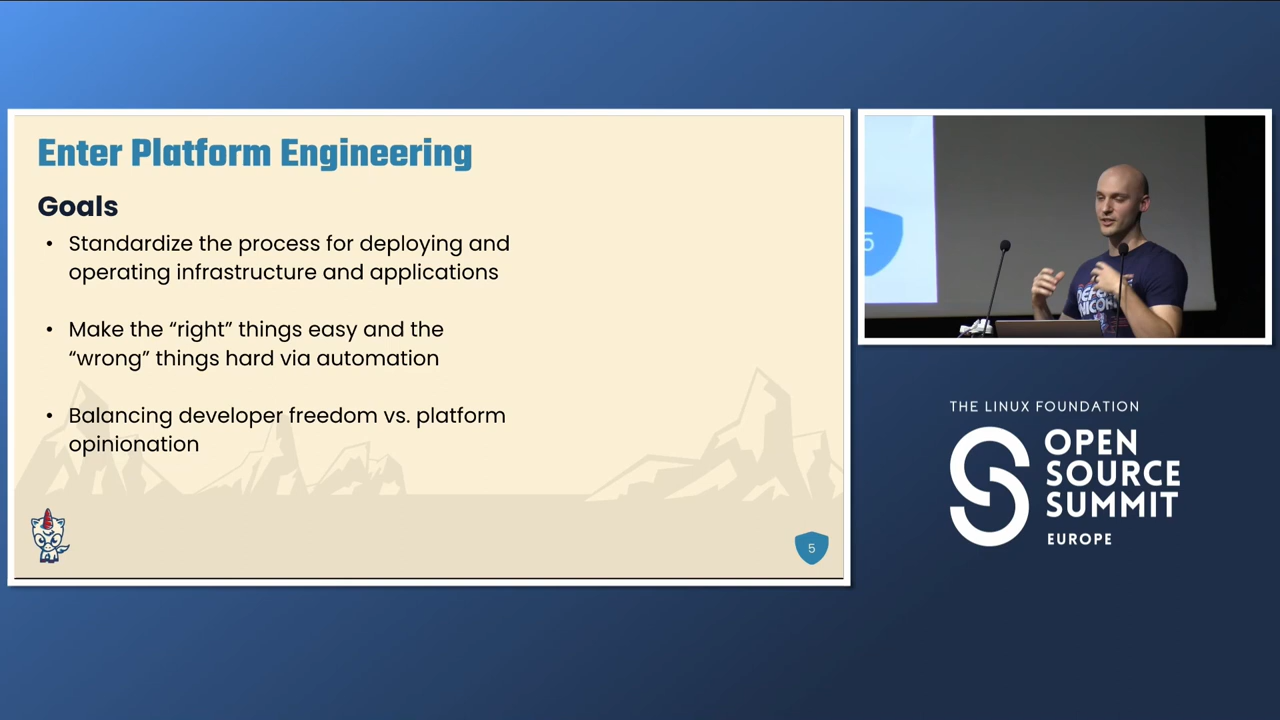 Enter Platform Engineering
Goals
• Standardize the process for deploying and
operating infrastructure and applications
• Make the “right” things easy and the
“wrong” things hard via automation
• Balancing developer freedom vs. platform
opinionation
5
5
THE LINUX FOUNDATION
OPEN
SOURCE
SUMMIT
EUROPE